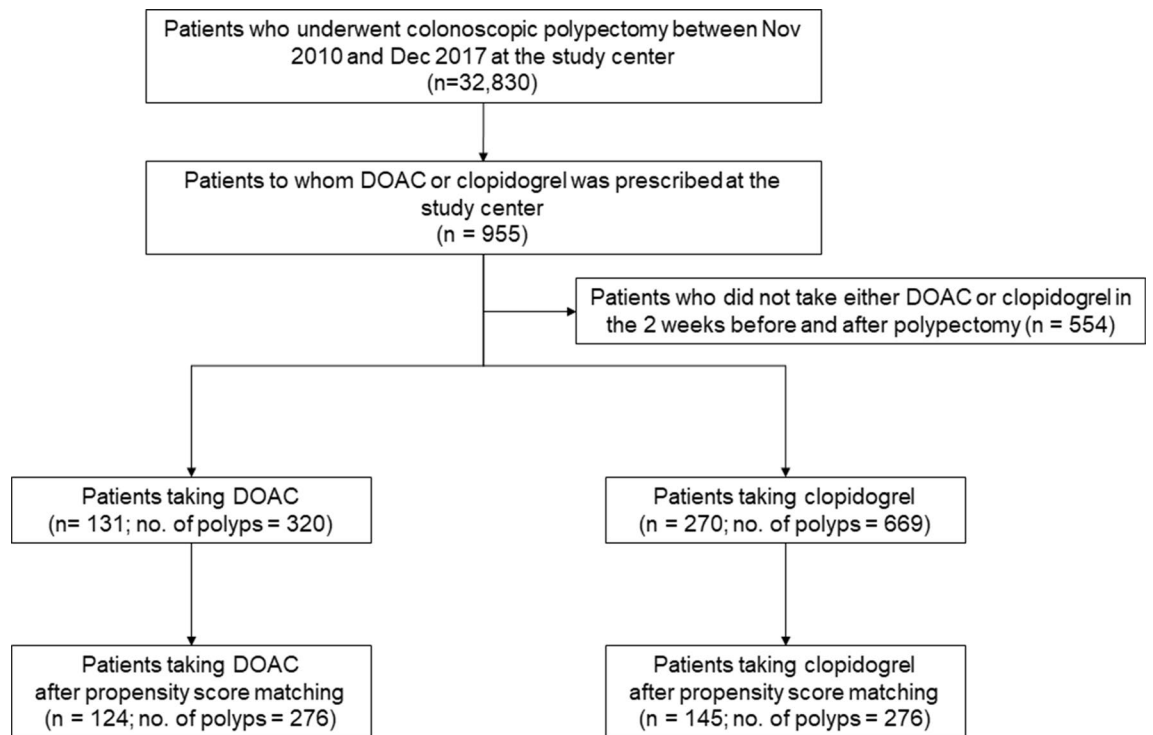 Patients who underwent colonoscopic polypectomy between Nov
2010 and Dec 2017 at the study center
(n=32,830)
Patients to whom DOAC or clopidogrel was prescribed at the
study center
(n = 955)
Patients who did not take either DOAC or clopidogrel in
the 2 weeks before and after polypectomy (n = 554)
Patients taking DOAC
(n= 131; no. of polyps = 320)
Patients taking clopidogrel
(n = 270; no. of polyps = 669)
Patients taking DOAC
after propensity score matching
(n = 124; no. of polyps = 276)
Patients taking clopidogrel
after propensity score matching
(n = 145; no. of polyps = 276)